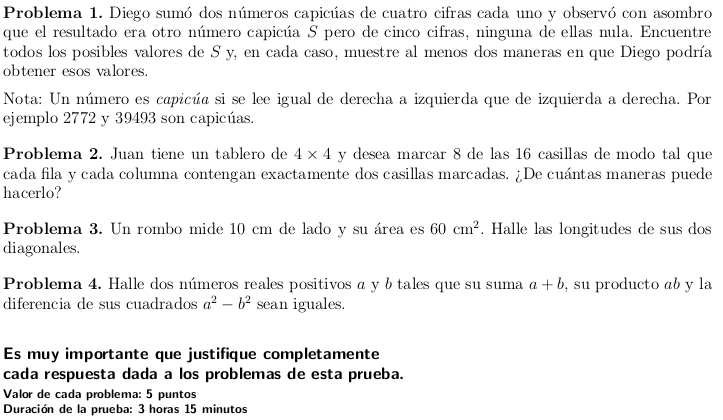 Problema 1. Diego sumó dos números capicúas de cuatro cifras cada uno y observó con asombro
que el resultado era otro número capicúa S pero de cinco cifras, ninguna de ellas nula. Encuentre
todos los posibles valores de S y, en cada caso, muestre al menos dos maneras en que Diego podría
obtener esos valores.
Nota: Un número es capicúa si se lee igual de derecha a izquierda que de izquierda a derecha. Por
ejemplo 2772 y 39493 son capicúas.
Problema 2. Juan tiene un tablero de 4 × 4 y desea marcar 8 de las 16 casillas de modo tal que
cada fila y cada columna contengan exactamente dos casillas marcadas. ¿De cuántas maneras puede
hacerlo?
Problema 3. Un rombo mide 10 cm de lado y su área es 60 cm². Halle las longitudes de sus dos
diagonales.
Problema 4. Halle dos números reales positivos a y b tales que su suma a + b, su producto ab y la
diferencia de sus cuadrados a² − b² sean iguales.
Es muy importante que justifique completamente
cada respuesta dada a los problemas de esta prueba.
Valor de cada problema: 5 puntos
Duración de la prueba: 3 horas 15 minutos